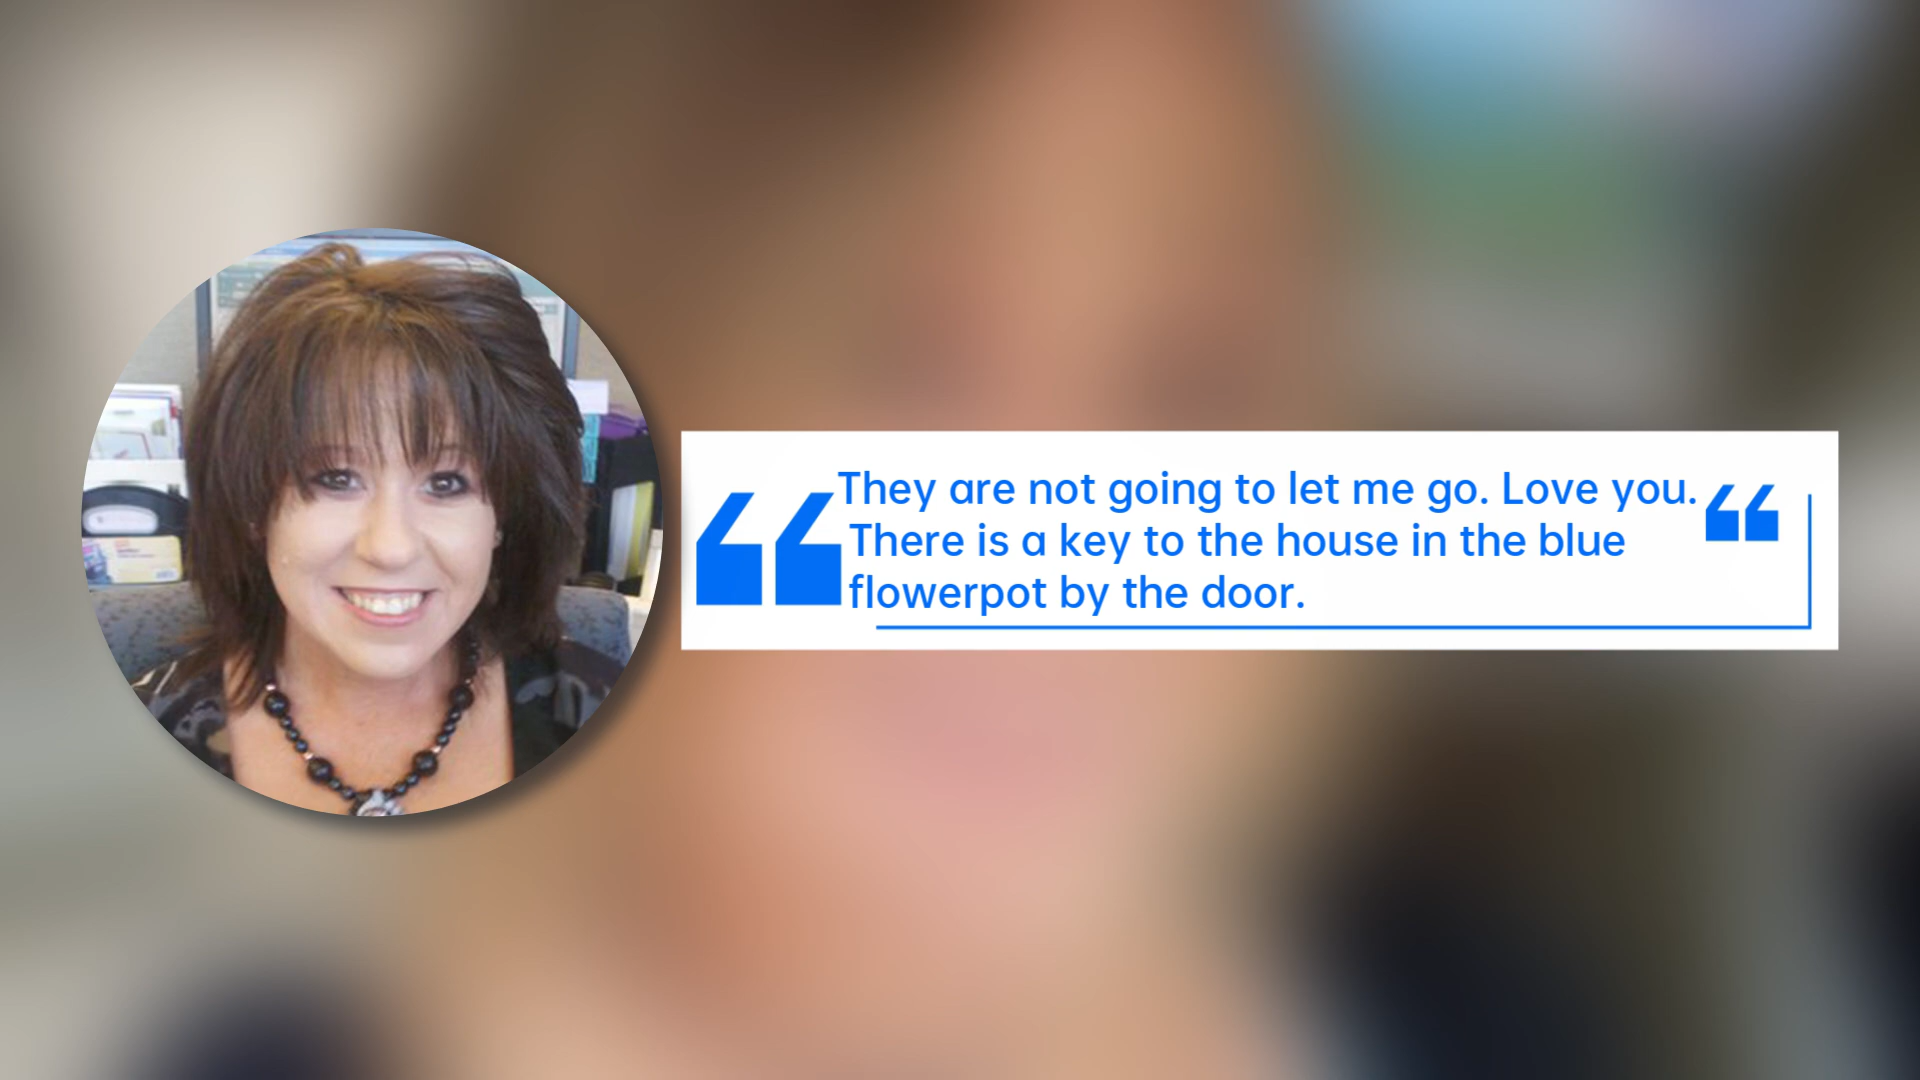 “They are not going to let me go. Love you.“
There is a key to the house in the blue
flowerpot by the door.